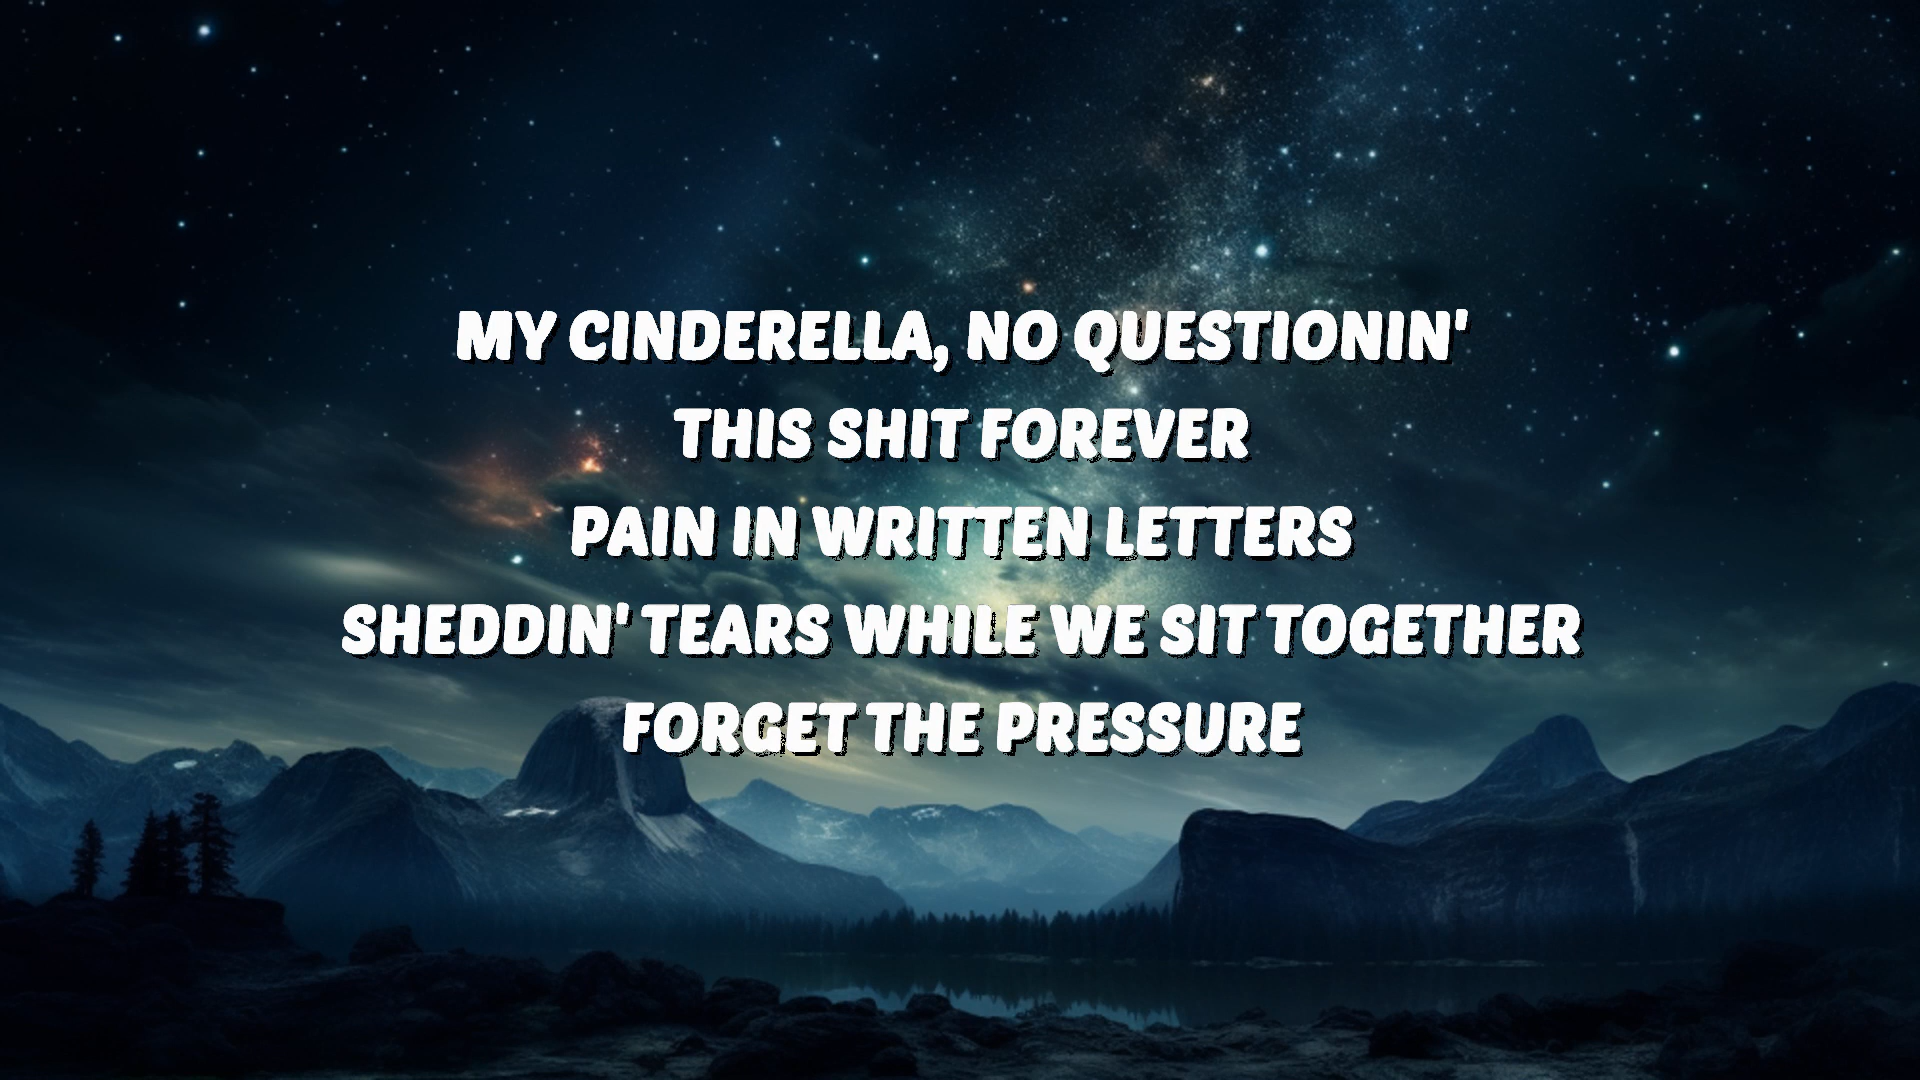 MY CINDERELLA, NO QUESTIONIN'
THIS SHIT FOREVER
PAIN IN WRITTEN LETTERS
SHEDDIN' TEARS WHILE WE SIT TOGETHER
FORGET THE PRESSURE